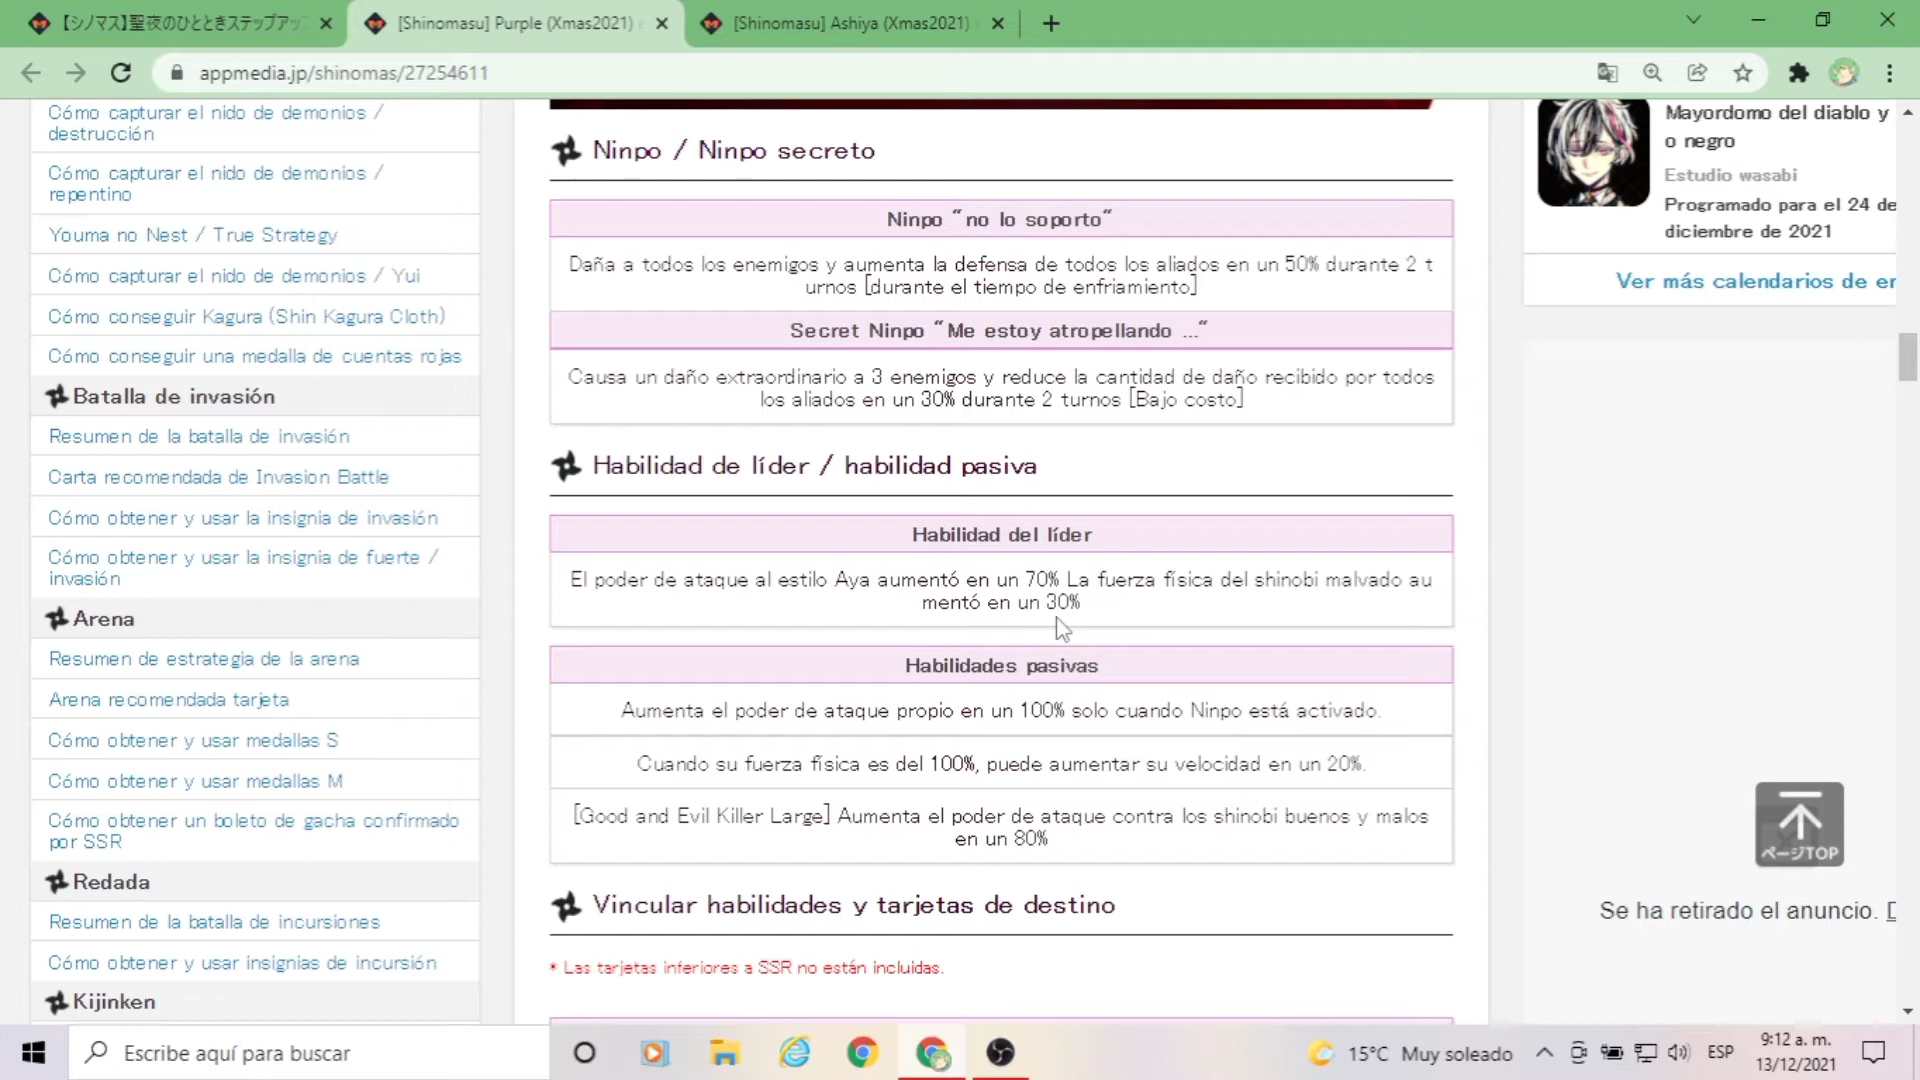 【シノマス】聖夜のひとときステップアッ
[Shinomasu] Purple (Xmas2021)
[Shinomasu] Ashiya (Xmas2021)
appmedia.jp/shinomas/27254611
Cómo capturar el nido de demonios /
destrucción
Cómo capturar el nido de demonios /
repentino
Youma no Nest / True Strategy
Cómo capturar el nido de demonios / Yui
Cómo conseguir Kagura (Shin Kagura Cloth)
Cómo conseguir una medalla de cuentas rojas
Batalla de invasión
Resumen de la batalla de invasión
Carta recomendada de Invasion Battle
Cómo obtener y usar la insignia de invasión
Cómo obtener y usar la insignia de fuerte /
invasión
Arena
Resumen de estrategia de la arena
Arena recomendada tarjeta
Cómo obtener y usar medallas S
Cómo obtener y usar medallas M
Cómo obtener un boleto de gacha confirmado
por SSR
Redada
Resumen de la batalla de incursiones
Cómo obtener y usar insignias de incursión
Kijinken
Ninpo / Ninpo secreto
Ninpo "no lo soporto"
Daña a todos los enemigos y aumenta la defensa de todos los aliados en un 50% durante 2 t
urnos [durante el tiempo de enfriamiento]
Secret Ninpo "Me estoy atropellando ..."
Causa un daño extraordinario a 3 enemigos y reduce la cantidad de daño recibido por todos
los aliados en un 30% durante 2 turnos [Bajo costo]
Habilidad de líder / habilidad pasiva
Habilidad del líder
El poder de ataque al estilo Aya aumentó en un 70% La fuerza física del shinobi malvado au
mentó en un 30%
Habilidades pasivas
Aumenta el poder de ataque propio en un 100% solo cuando Ninpo está activado.
Cuando su fuerza física es del 100%, puede aumentar su velocidad en un 20%.
[Good and Evil Killer Large] Aumenta el poder de ataque contra los shinobi buenos y malos
en un 80%
Vincular habilidades y tarjetas de destino
* Las tarjetas inferiores a SSR no están incluidas.
Mayordomo del diablo y
o negro
Estudio wasabi
Programado para el 24 de
diciembre de 2021
Ver más calendarios de er
ページTOP
Se ha retirado el anuncio. D
Escribe aquí para buscar
15°C Muy soleado
ESP
9:12 a. m.
13/12/2021